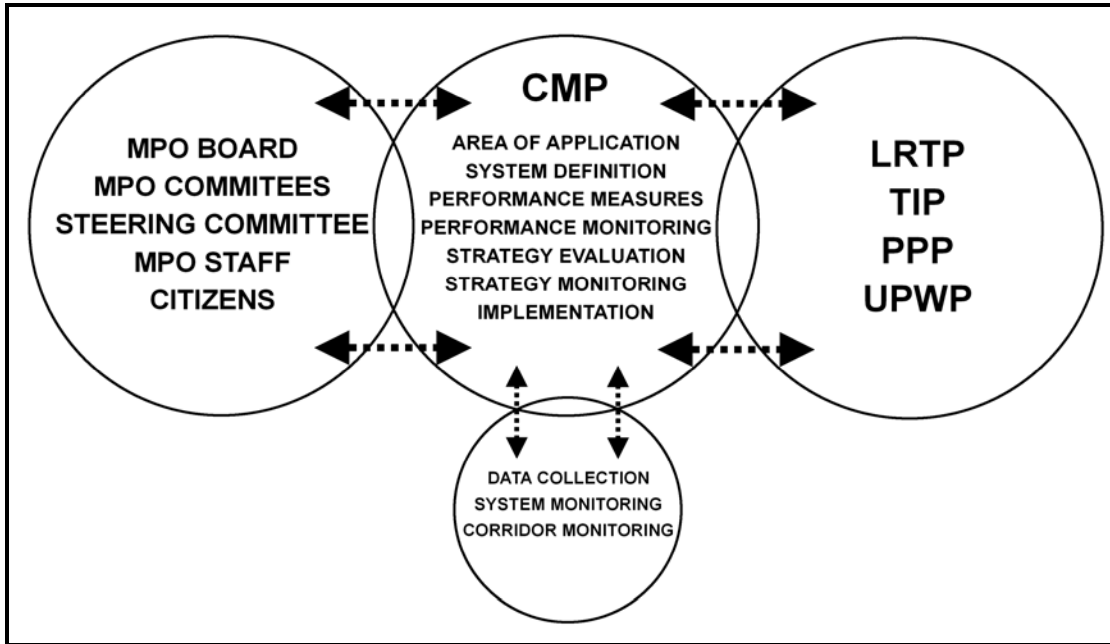 MPO BOARD
MPO COMMITEES
STEERING COMMITTEE
MPO STAFF
CITIZENS
CMP
AREA OF APPLICATION
SYSTEM DEFINITION
PERFORMANCE MEASURES
PERFORMANCE MONITORING
STRATEGY EVALUATION
STRATEGY MONITORING
IMPLEMENTATION
LRTP
TIP
PPP
UPWP
DATA COLLECTION
SYSTEM MONITORING
CORRIDOR MONITORING